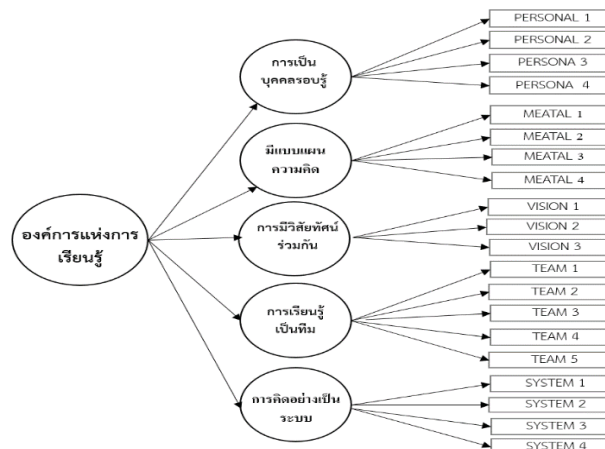 องค์การแห่งการ
เรียนรู้
การเป็น
บุคคลรอบรู้
PERSONAL 1
PERSONAL 2
PERSONA 3
PERSONA 4
มีแบบแผน
ความคิด
MEATAL 1
MEATAL 2
MEATAL 3
MEATAL 4
การมีวิสัยทัศน์
ร่วมกัน
VISION 1
VISION 2
VISION 3
การเรียนรู้
เป็นทีม
TEAM 1
TEAM 2
TEAM 3
TEAM 4
TEAM 5
การคิดอย่างเป็น
ระบบ
SYSTEM 1
SYSTEM 2
SYSTEM 3
SYSTEM 4